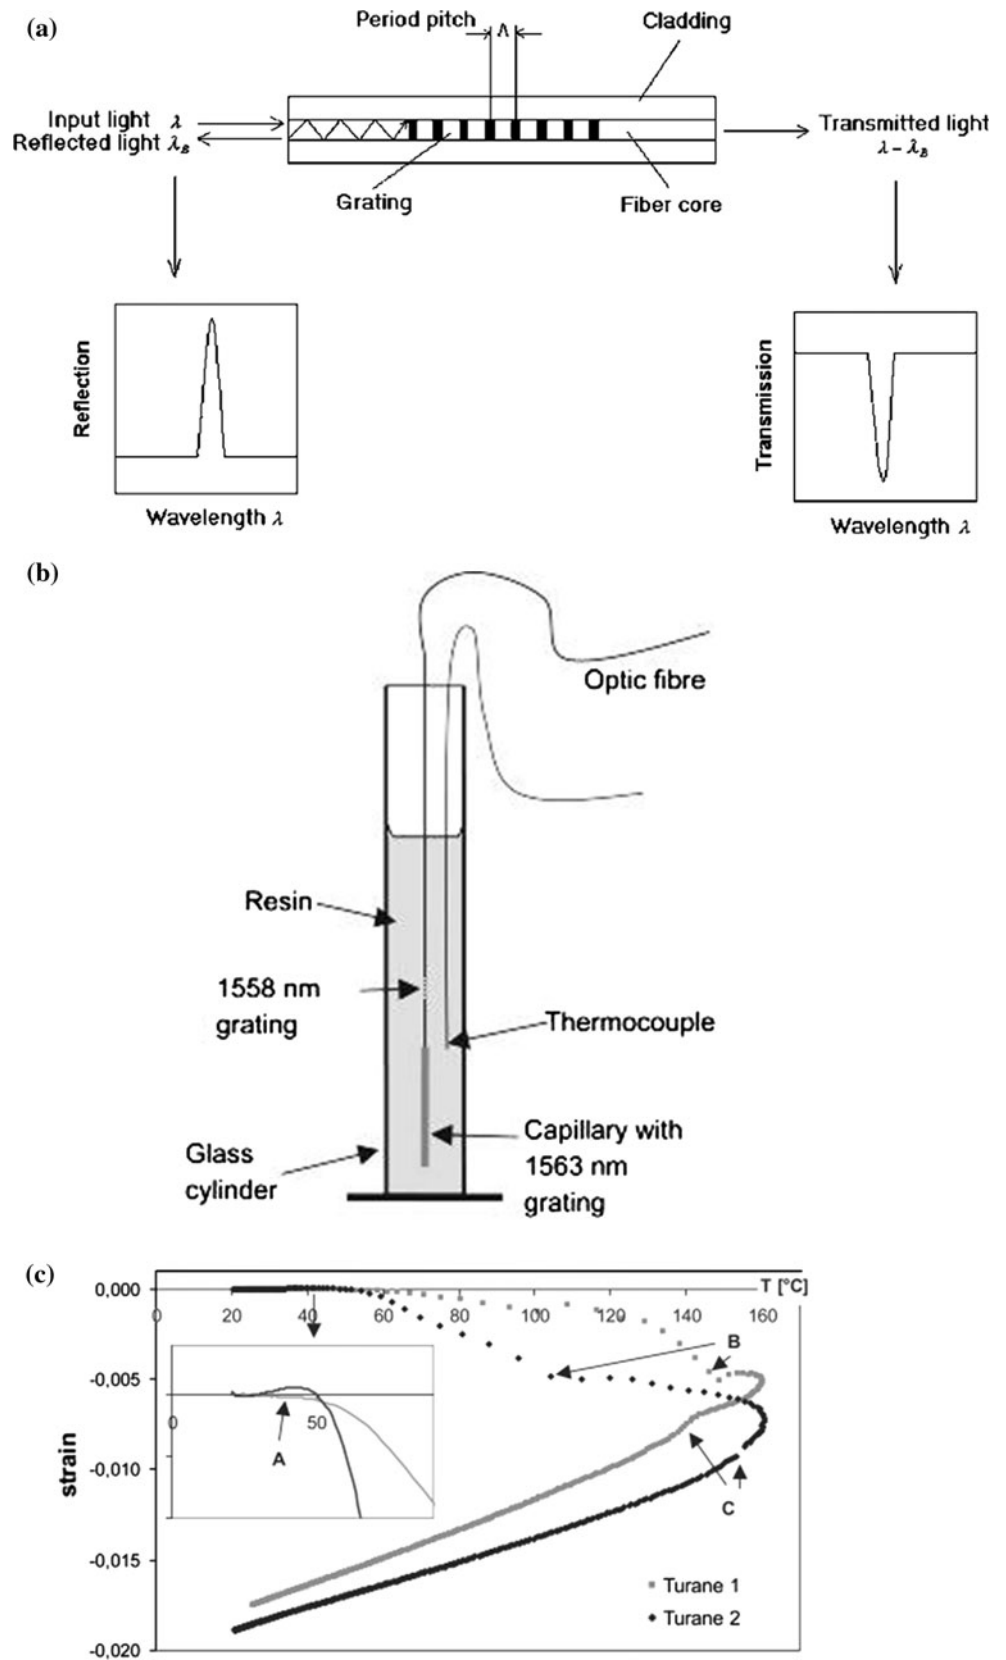 (a)
Period pitch
Λ
Cladding
Input light λ
Reflected light λB
Transmitted light
λ – λB
Grating
Fiber core
Reflection
Wavelength λ
Transmission
Wavelength λ
(b)
Optic fibre
Resin
1558 nm
grating
Thermocouple
Capillary with
1563 nm
grating
Glass
cylinder
(c)
0,000
T [°C]
0 20 40 60 80 100 120 140 160
B
-0,005
0 50
A
-0,010
C
strain
-0,015
Turane 1
Turane 2
-0,020